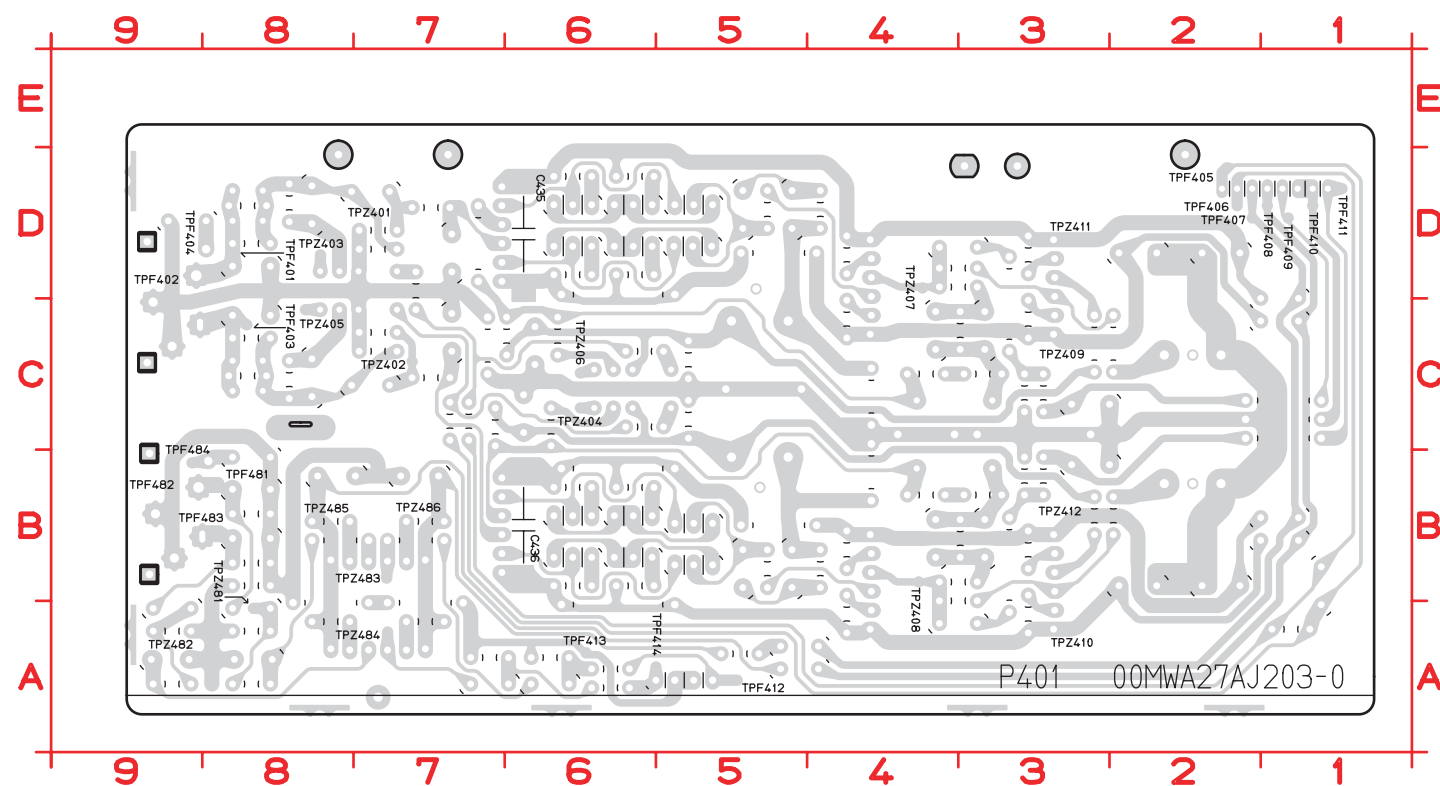 9 8 7 6 5 4 3 2 1
E E
D D
C C
B B
A A
C435
TPF405
TPF406
TPF407
TPF408
TPF409
TPF410
TPF411
TPZ401
TPF404
TPZ403
TPF401
TPZ411
TPF402
TPZ407
TPF403
TPZ405
TPZ406
TPZ402
TPZ409
TPZ404
TPF484
TPF481
TPF482
TPF483
TPZ485
TPZ486
TPZ412
C436
TPZ481
TPZ483
TPZ408
TPZ482
TPZ484
TPF413
TPF414
TPZ410
TPF412
P401 00MWA27AJ203-0
9 8 7 6 5 4 3 2 1